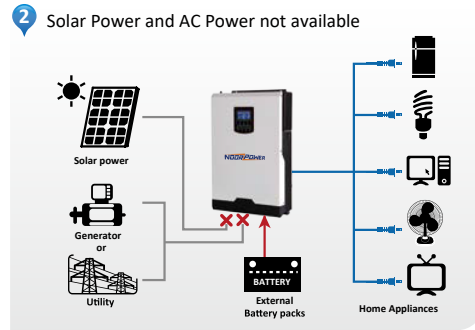 2 Solar Power and AC Power not available
Solar power
NOORPOWER
Generator
or
Utility
BATTERY
External
Battery packs
Home Appliances